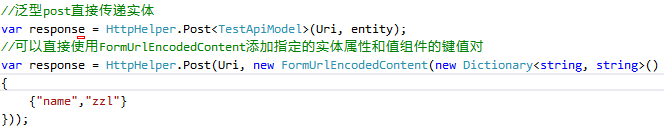 //泛型post直接传递实体
var response = HttpHelper.Post<TestApiModel>(Uri, entity);
//可以直接使用FormUrlEncodedContent添加指定的实体属性和值组件的键值对
var response = HttpHelper.Post(Uri, new FormUrlEncodedContent(new Dictionary<string, string>()
{
    {"name","zzl"}
}));